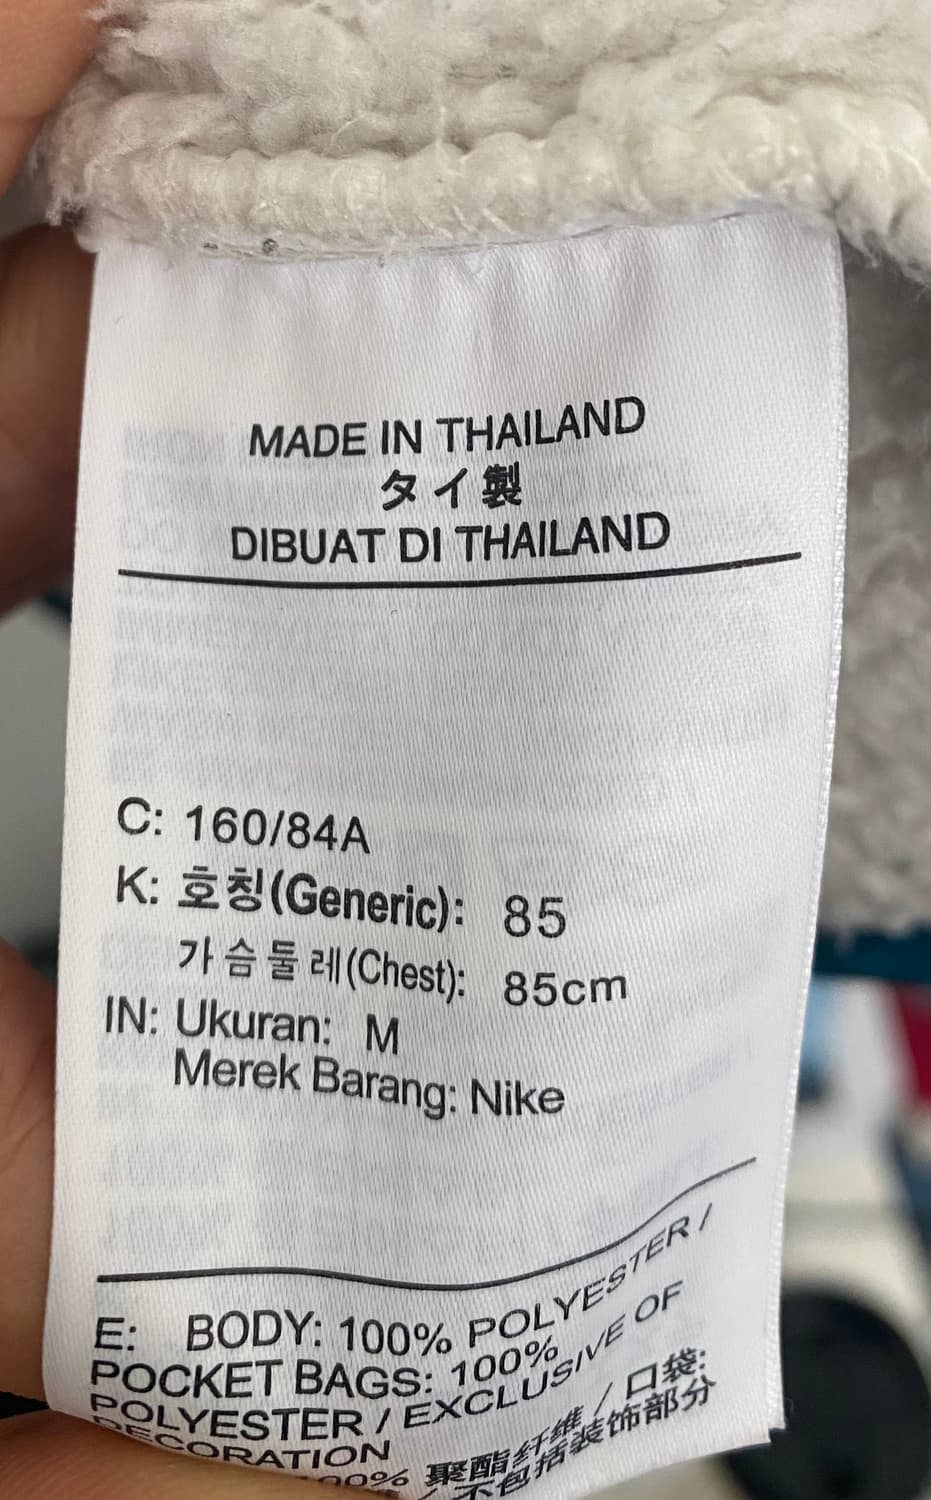 MADE IN THAILAND
タイ製
DIBUAT DI THAILAND
C: 160/84A
K: 호칭(Generic): 85
가슴둘레(Chest): 85cm
IN: Ukuran: M
Merek Barang: Nike
E: BODY: 100% POLYESTER /
POCKET BAGS: 100%
POLYESTER / EXCLUSIVE OF
DECORATION
100% 聚酯纤维 / 口袋:
/ 不包括装饰部分